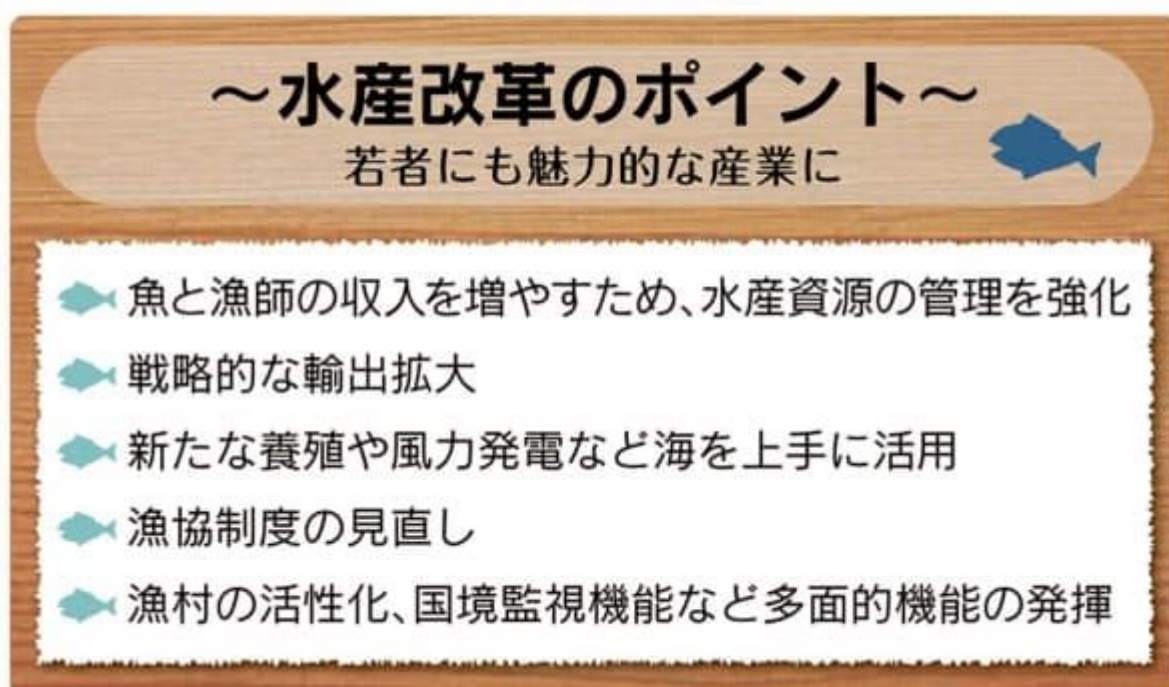 〜水産改革のポイント〜
若者にも魅力的な産業に
魚と漁師の収入を増やすため、水産資源の管理を強化
戦略的な輸出拡大
新たな養殖や風力発電など海を上手に活用
漁協制度の見直し
漁村の活性化、国境監視機能など多面的機能の発揮